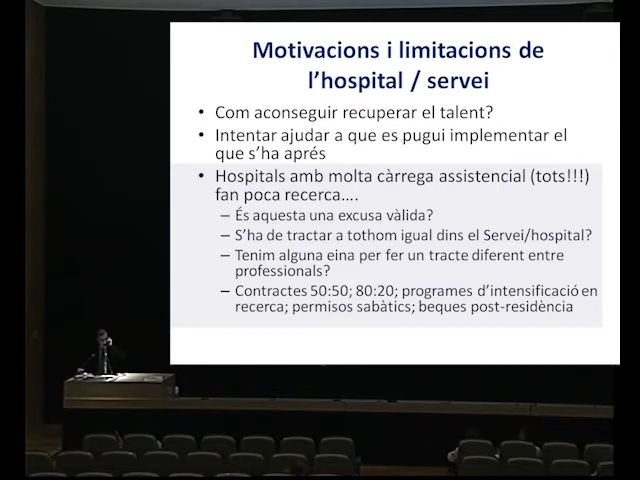 Motivacions i limitacions de
l'hospital / servei
• Com aconseguir recuperar el talent?
• Intentar ajudar a que es pugui implementar el
que s'ha aprés
• Hospitals amb molta càrrega assistencial (tots!!!)
fan poca recerca....
– És aquesta una excusa vàlida?
– S'ha de tractar a tothom igual dins el Servei/hospital?
– Tenim alguna eina per fer un tracte diferent entre
professionals?
– Contractes 50:50; 80:20; programes d'intensificació en
recerca; permisos sabàtics; beques post-residència